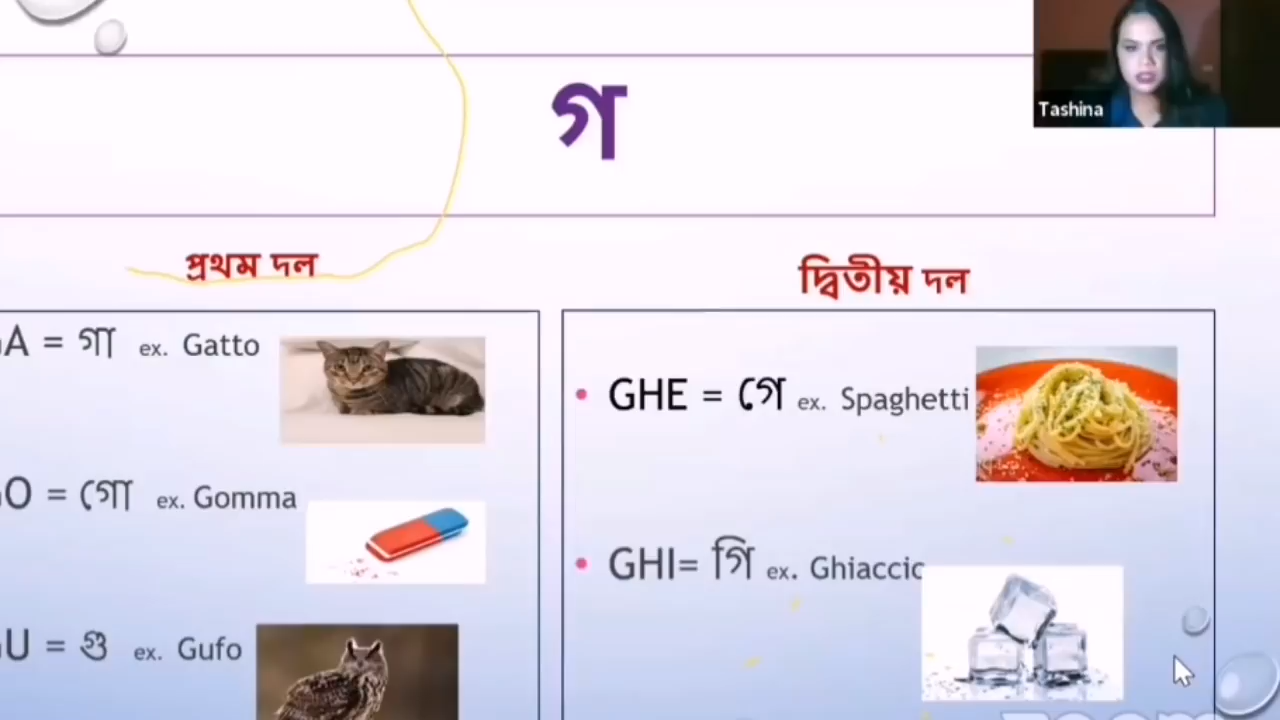 Tashina
গ
প্রথম দল
দ্বিতীয় দল
A = গা ex. Gatto
O = গো ex. Gomma
U = গু ex. Gufo
• GHE = গে ex. Spaghetti
• GHI= গি ex. Ghiaccio